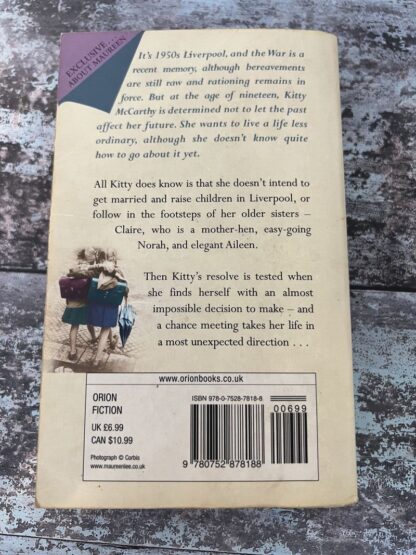 EXCLUSIVE
ABOUT MAUREEN
It's 1950s Liverpool, and the War is a
recent memory, although bereavements
are still raw and rationing remains in
force. But at the age of nineteen, Kitty
McCarthy is determined not to let the past
affect her future. She wants to live a life less
ordinary, although she doesn't know quite
how to go about it yet.
All Kitty does know is that she doesn't intend to
get married and raise children in Liverpool, or
follow in the footsteps of her older sisters –
Claire, who is a mother-hen, easy-going
Norah, and elegant Aileen.
Then Kitty's resolve is tested when
she finds herself with an almost
impossible decision to make – and
a chance meeting takes her life in
a most unexpected direction . . .
www.orionbooks.co.uk
ORION
FICTION
UK £6.99
CAN $10.99
Photograph © Corbis
www.maureenlee.co.uk
ISBN 978-0-7528-7818-8
00699
9 780752 878188